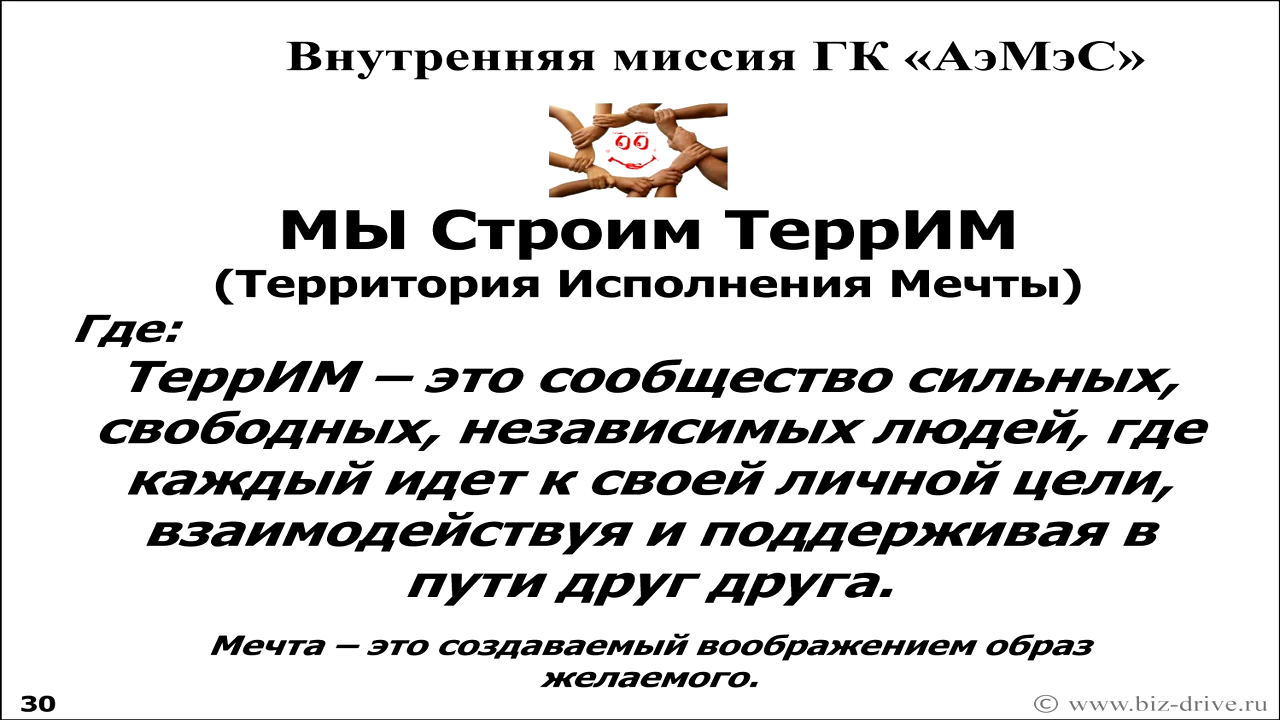 Внутренняя миссия ГК «АэМэС»
МЫ Строим ТеррИМ
(Территория Исполнения Мечты)
Где:
ТеррИМ – это сообщество сильных,
свободных, независимых людей, где
каждый идет к своей личной цели,
взаимодействуя и поддерживая в
пути друг друга.
Мечта – это создаваемый воображением образ
желаемого.
30
© www.biz-drive.ru